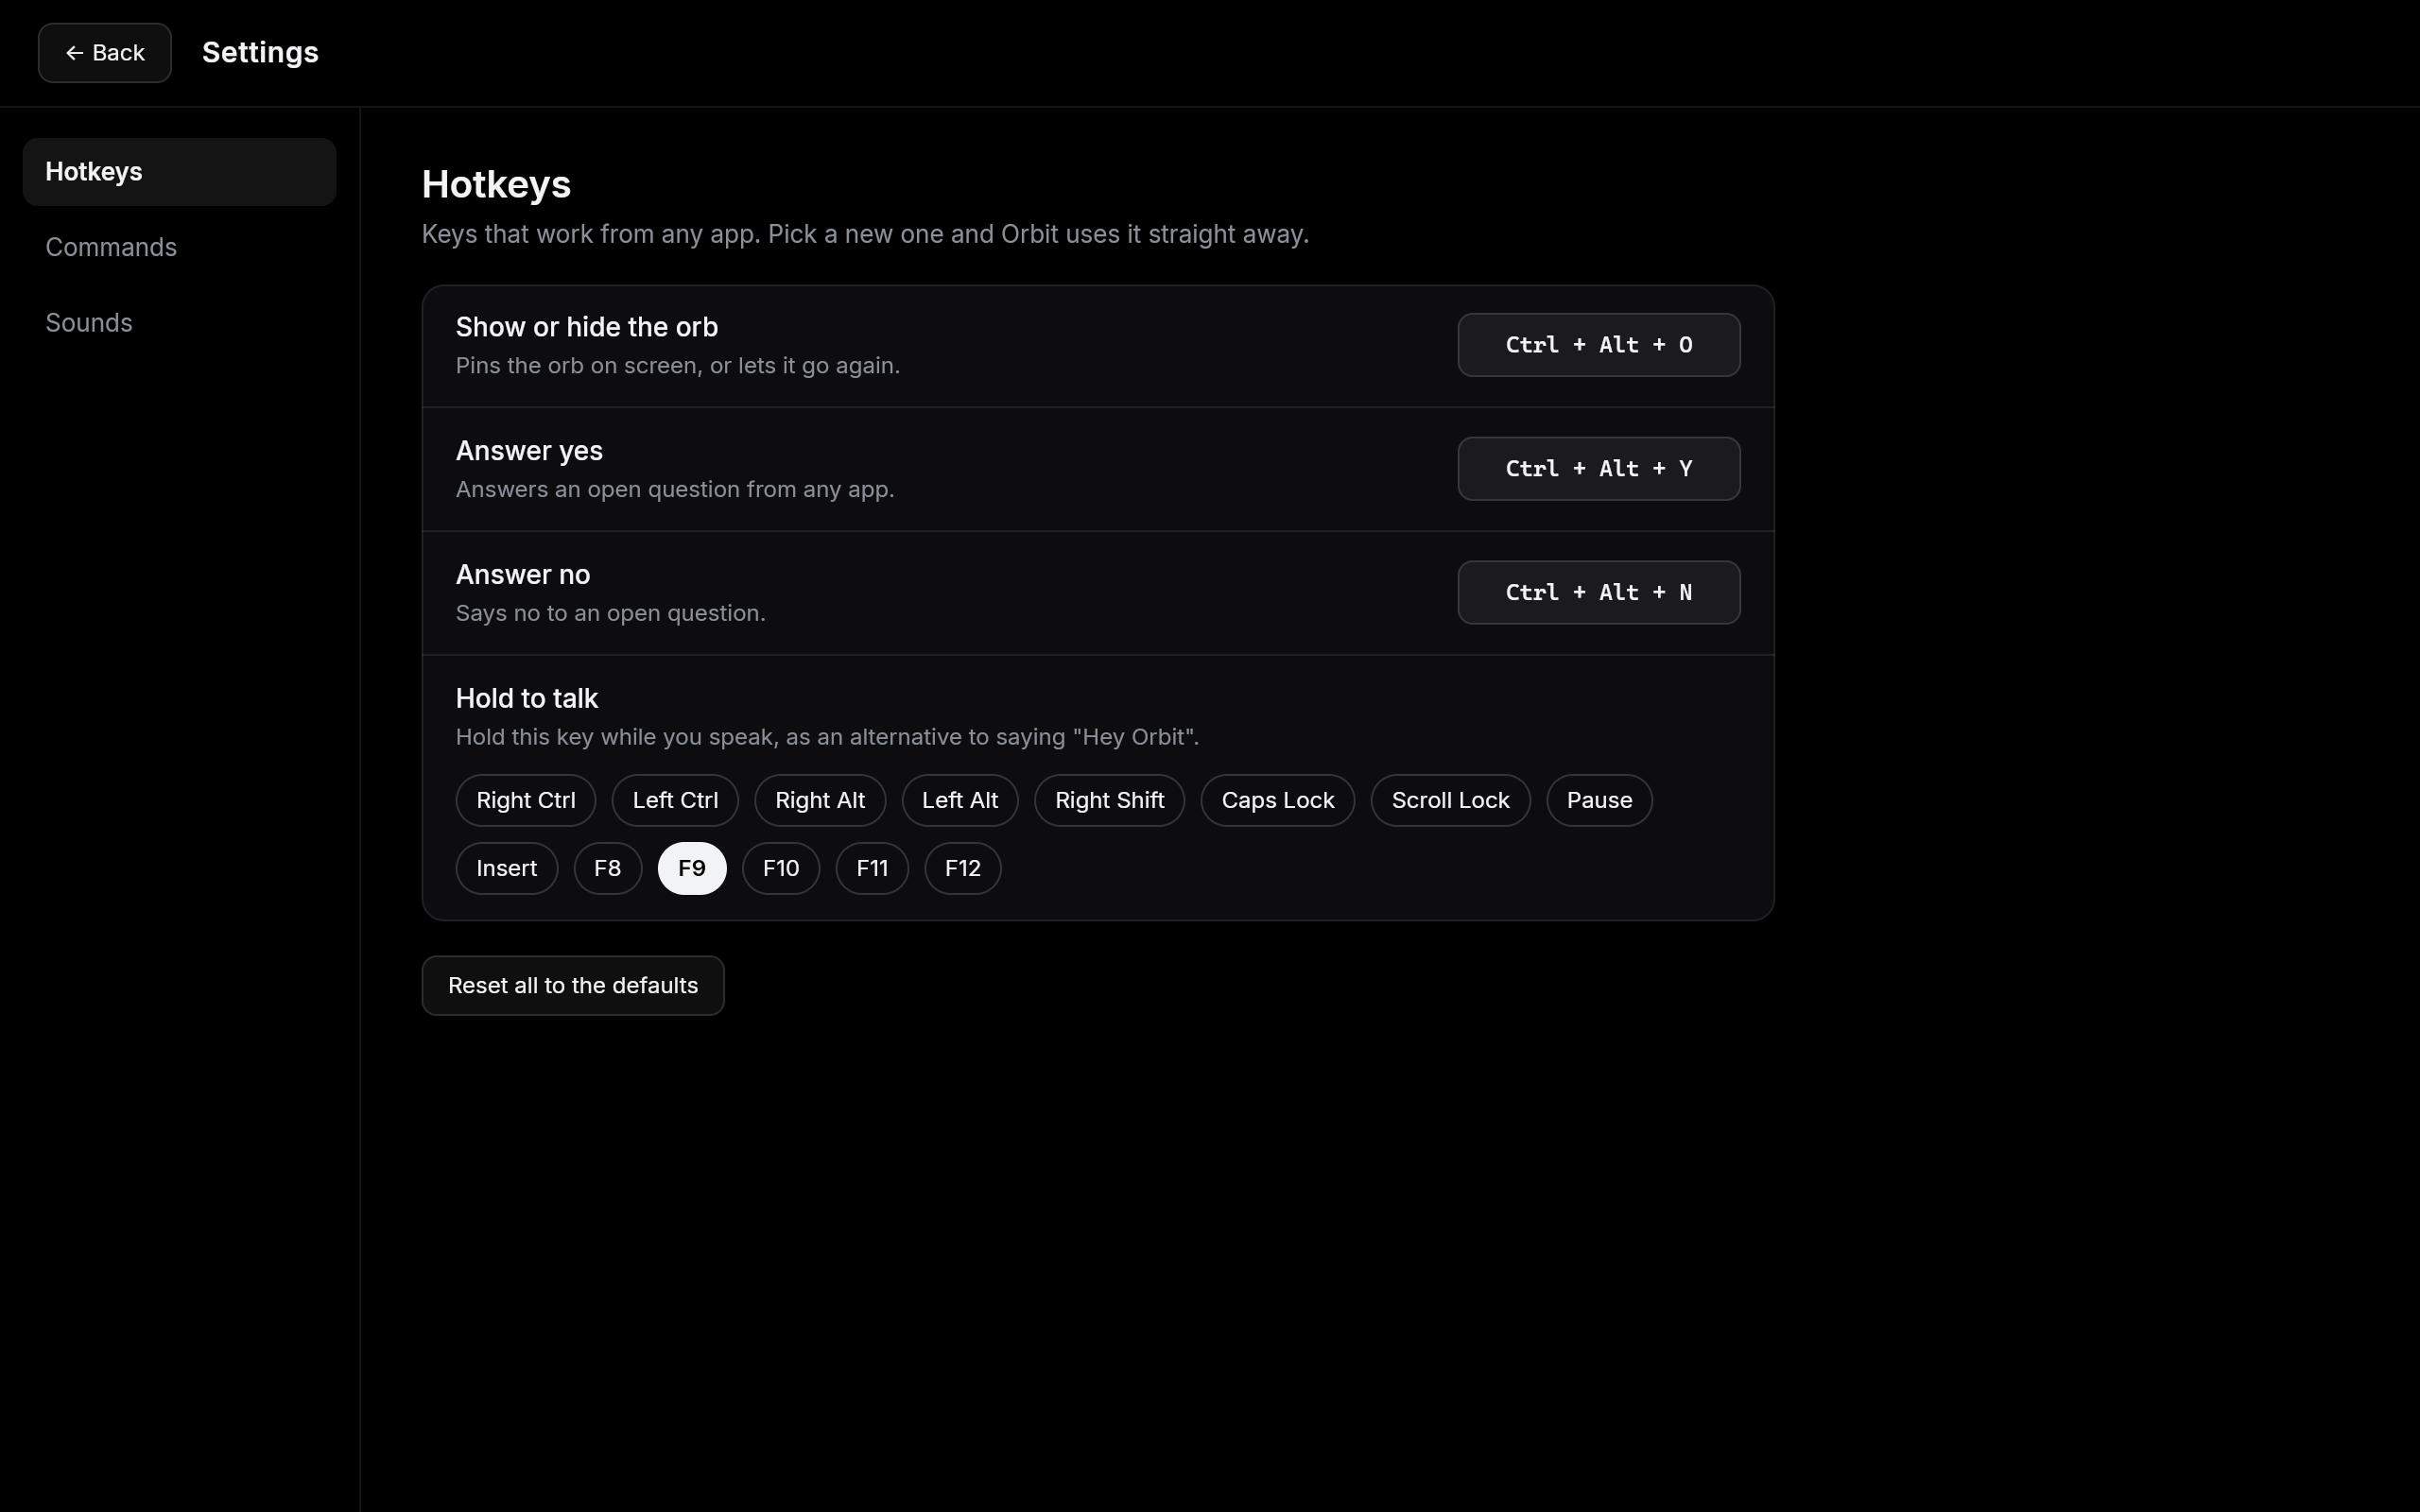 ← Back
Settings
Hotkeys
Commands
Sounds
Hotkeys
Keys that work from any app. Pick a new one and Orbit uses it straight away.
Show or hide the orb
Pins the orb on screen, or lets it go again.
Ctrl + Alt + O
Answer yes
Answers an open question from any app.
Ctrl + Alt + Y
Answer no
Says no to an open question.
Ctrl + Alt + N
Hold to talk
Hold this key while you speak, as an alternative to saying "Hey Orbit".
Right Ctrl Left Ctrl Right Alt Left Alt Right Shift Caps Lock Scroll Lock Pause
Insert F8 F9 F10 F11 F12
Reset all to the defaults